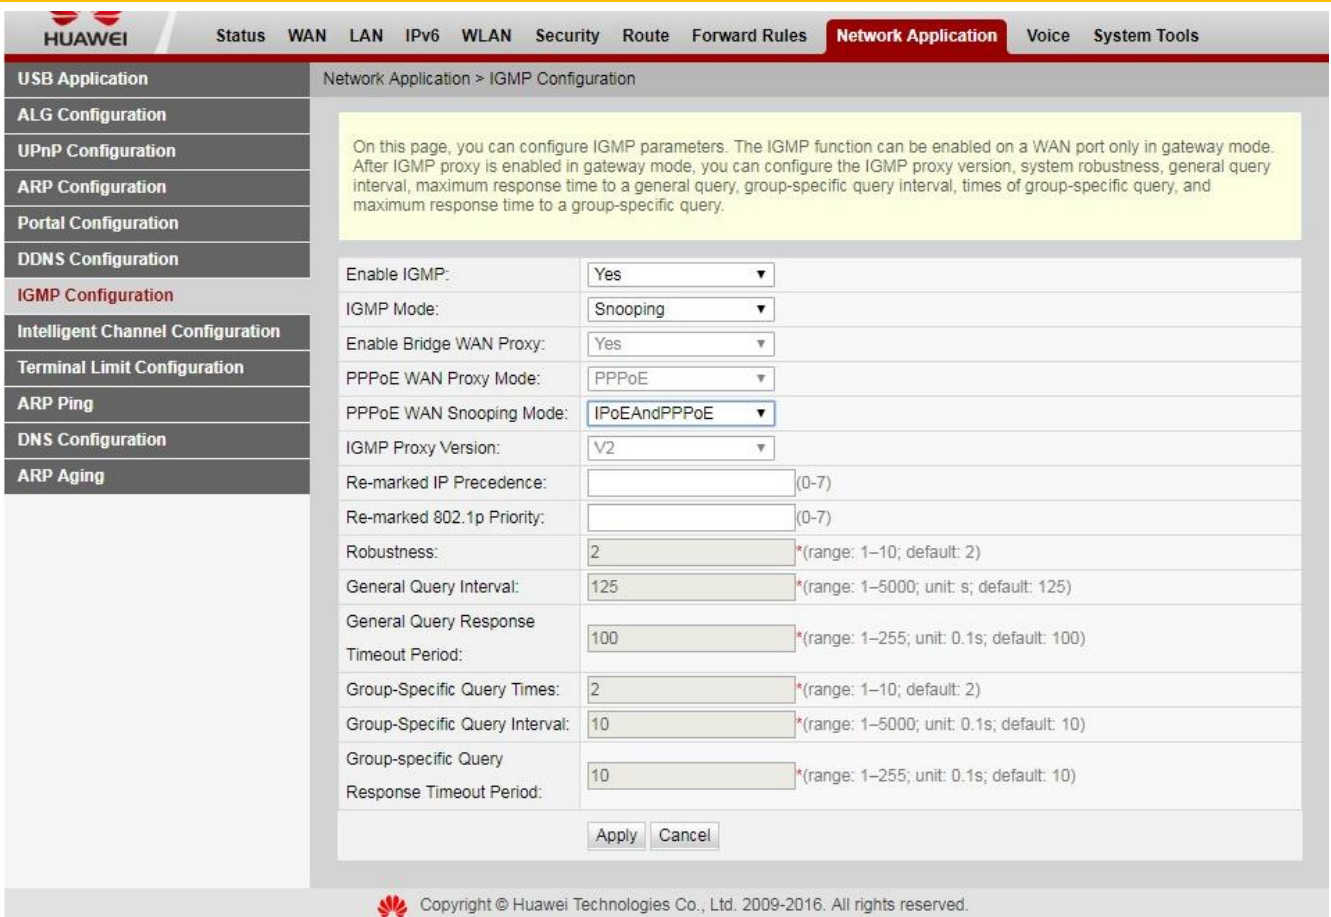 HUAWEI
Status WAN LAN IPv6 WLAN Security Route Forward Rules Network Application Voice System Tools
USB Application
ALG Configuration
UPnP Configuration
ARP Configuration
Portal Configuration
DDNS Configuration
IGMP Configuration
Intelligent Channel Configuration
Terminal Limit Configuration
ARP Ping
DNS Configuration
ARP Aging
Network Application > IGMP Configuration
On this page, you can configure IGMP parameters. The IGMP function can be enabled on a WAN port only in gateway mode.
After IGMP proxy is enabled in gateway mode, you can configure the IGMP proxy version, system robustness, general query
interval, maximum response time to a general query, group-specific query interval, times of group-specific query, and
maximum response time to a group-specific query.
Enable IGMP: Yes
IGMP Mode: Snooping
Enable Bridge WAN Proxy: Yes
PPPoE WAN Proxy Mode: PPPoE
PPPoE WAN Snooping Mode: IPoEAndPPPoE
IGMP Proxy Version: V2
Re-marked IP Precedence: (0-7)
Re-marked 802.1p Priority: (0-7)
Robustness: 2 *(range: 1–10; default: 2)
General Query Interval: 125 *(range: 1–5000; unit: s; default: 125)
General Query Response
Timeout Period: 100 *(range: 1–255; unit: 0.1s; default: 100)
Group-Specific Query Times: 2 *(range: 1–10; default: 2)
Group-Specific Query Interval: 10 *(range: 1–5000; unit: 0.1s; default: 10)
Group-specific Query
Response Timeout Period: 10 *(range: 1–255; unit: 0.1s; default: 10)
Apply Cancel
Copyright © Huawei Technologies Co., Ltd. 2009-2016. All rights reserved.